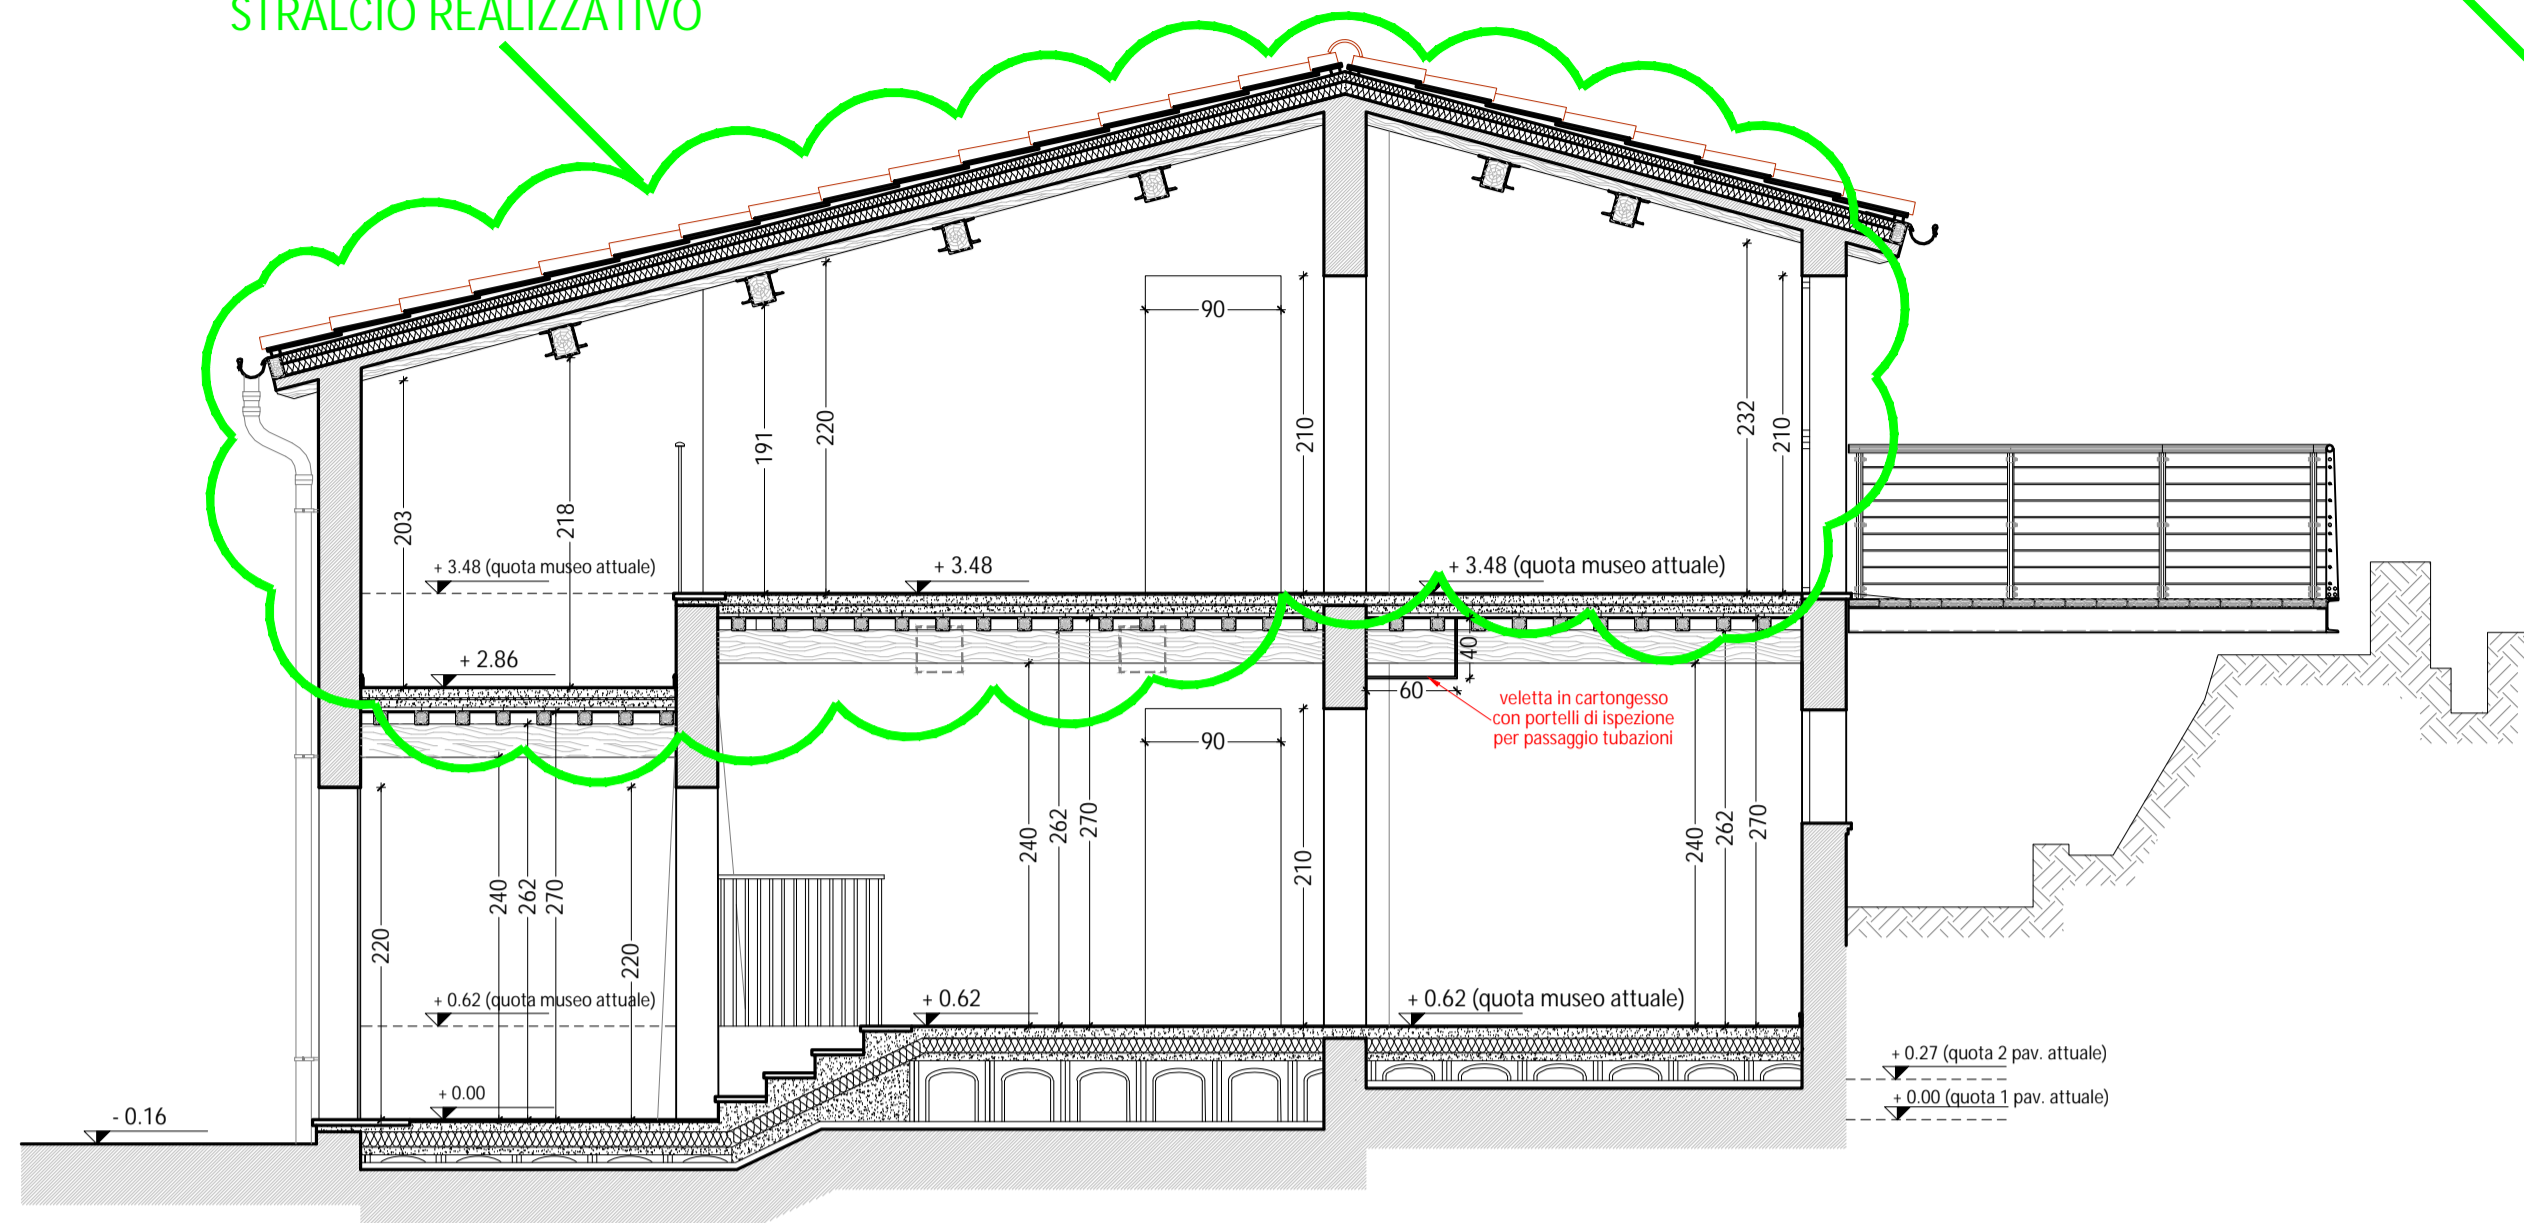 STRALCIO REALIZZATIVO
90
203
218
191
220
210
232
210
+ 3.48 (quota museo attuale)
+ 3.48
+ 3.48 (quota museo attuale)
+ 2.86
40
60
veletta in cartongesso
con portelli di ispezione
per passaggio tubazioni
90
220
240
262
270
220
240
262
270
210
240
262
270
+ 0.62 (quota museo attuale)
+ 0.62
+ 0.62 (quota museo attuale)
+ 0.27 (quota 2 pav. attuale)
+ 0.00
+ 0.00 (quota 1 pav. attuale)
- 0.16